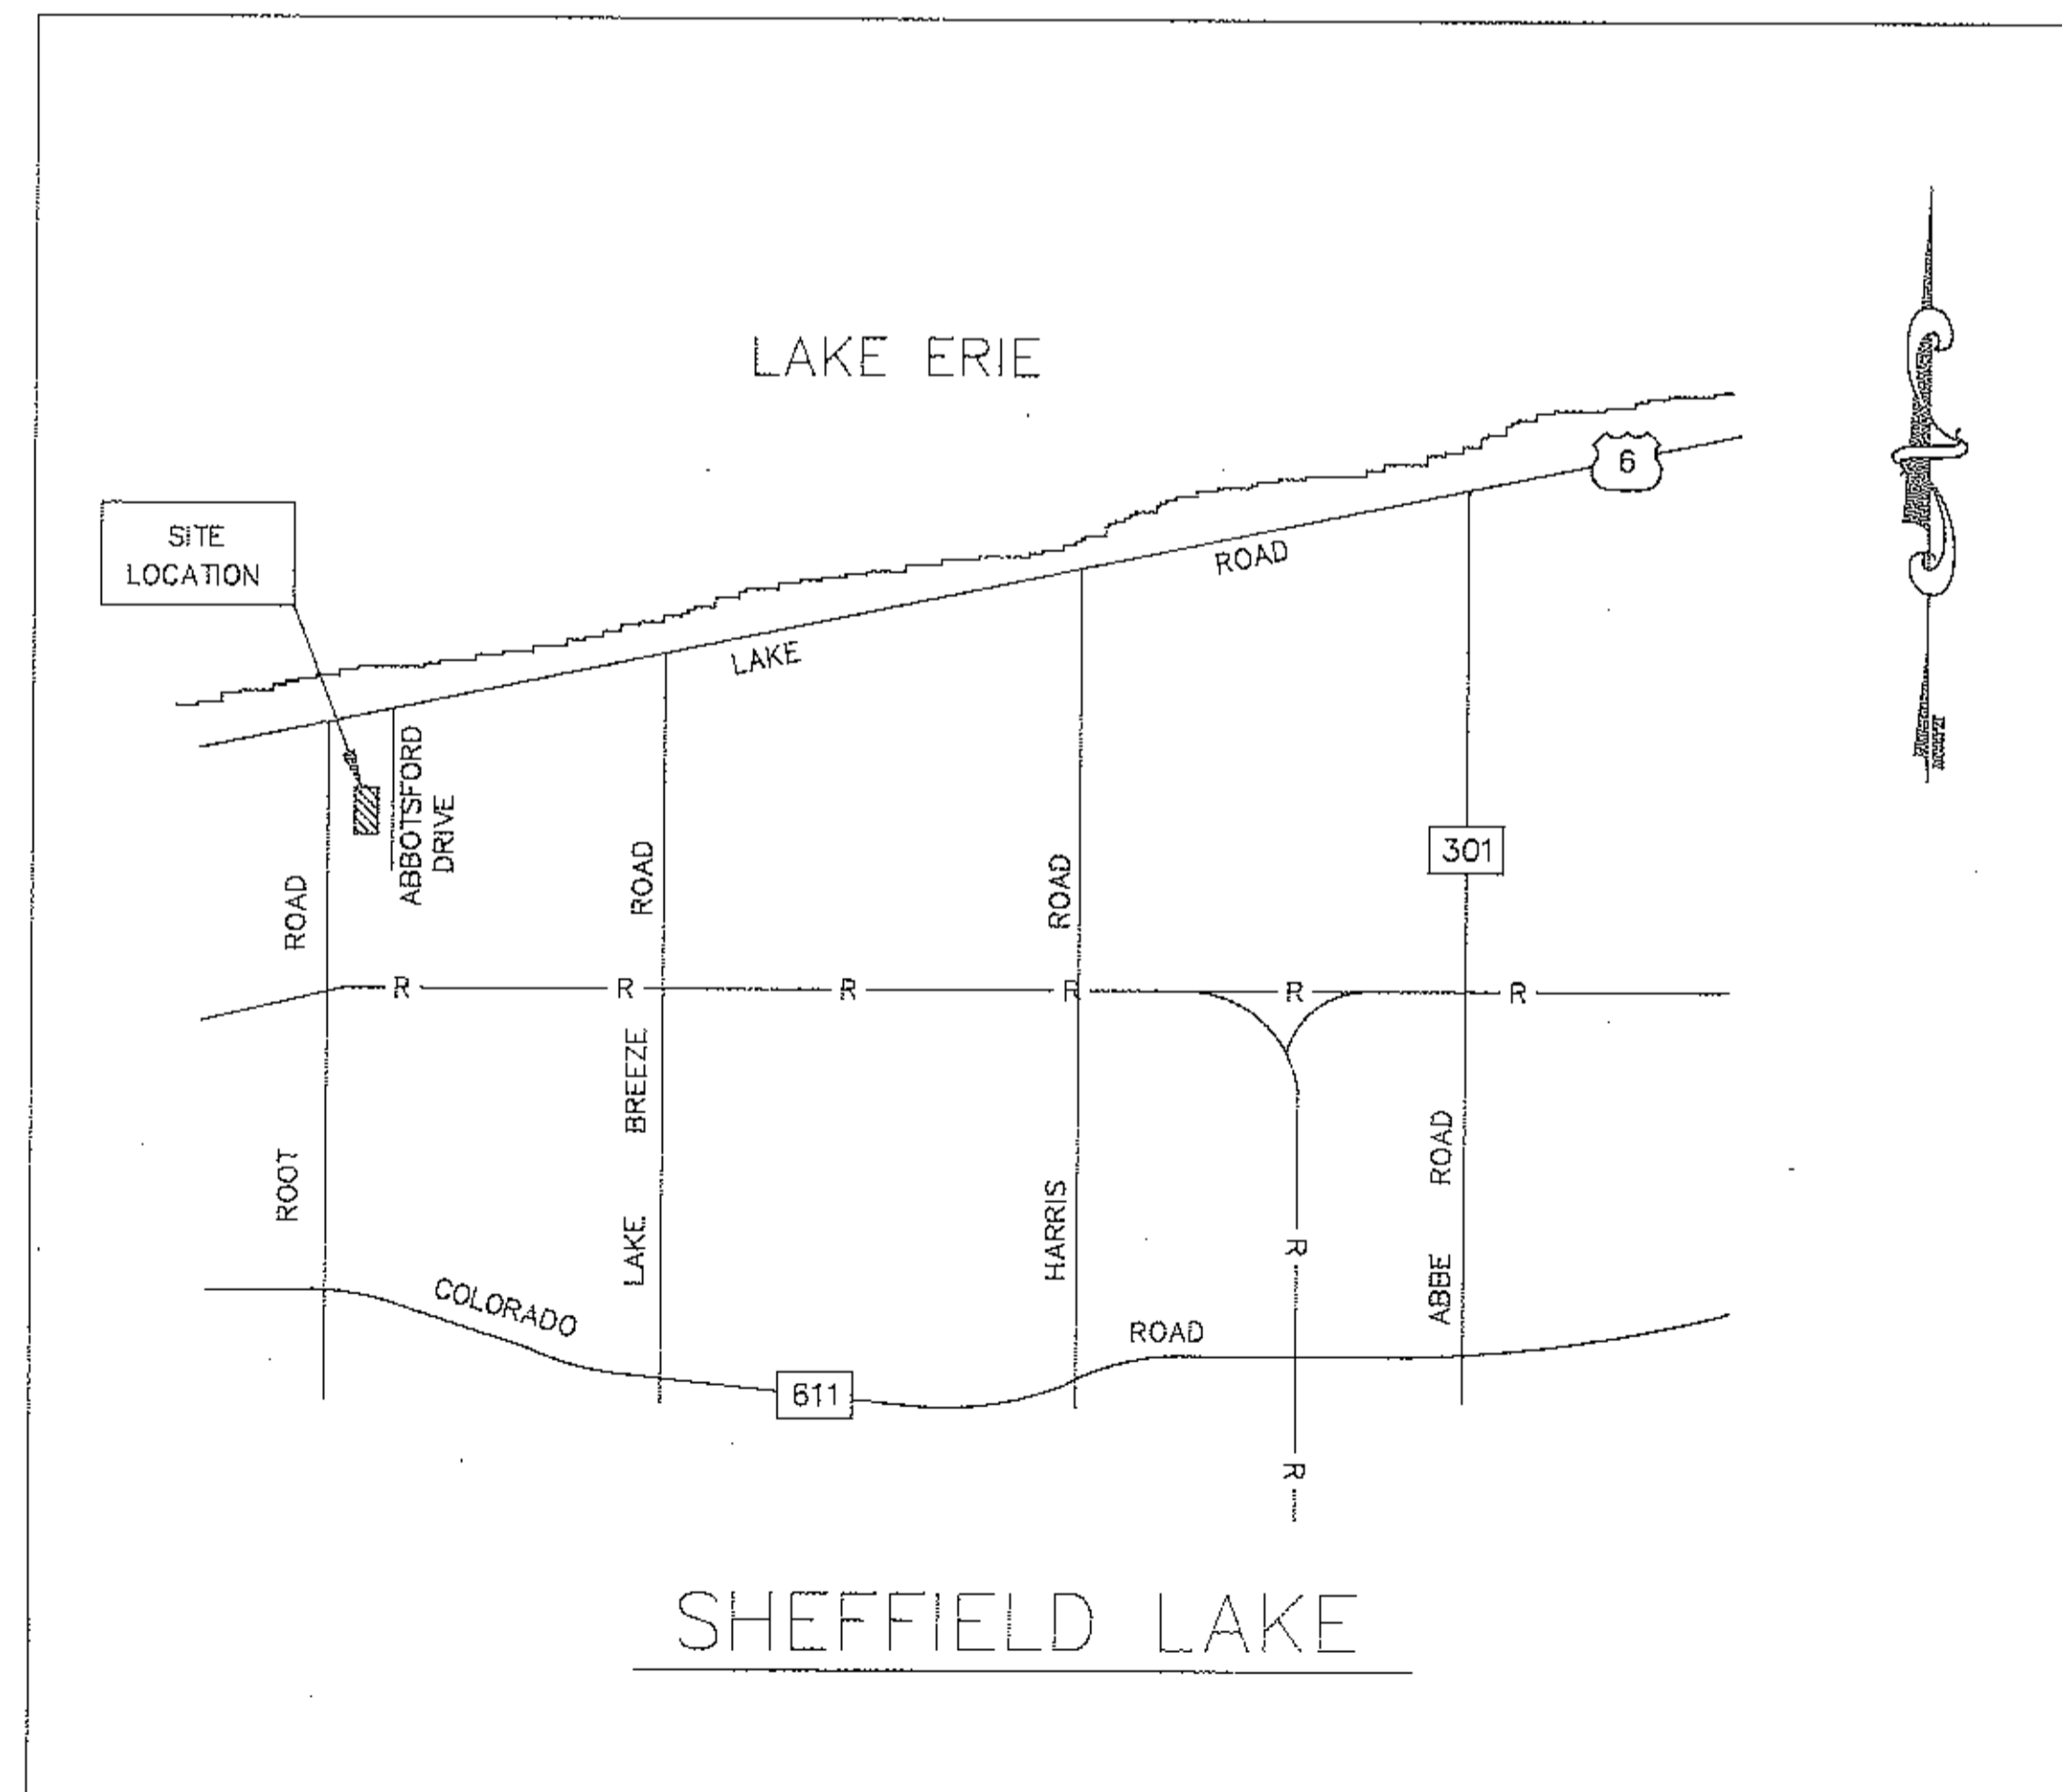 LAKE ERIE
6
SITE
LOCATION
ROAD
LAKE
ABBOTSFORD
DRIVE
ROAD
ROAD
ROAD
301
R R R R R R
BREEZE
ROAD
ROOT
LAKE
HARRIS
ABBE
R
COLORADO
ROAD
611
R
SHEFFIELD LAKE